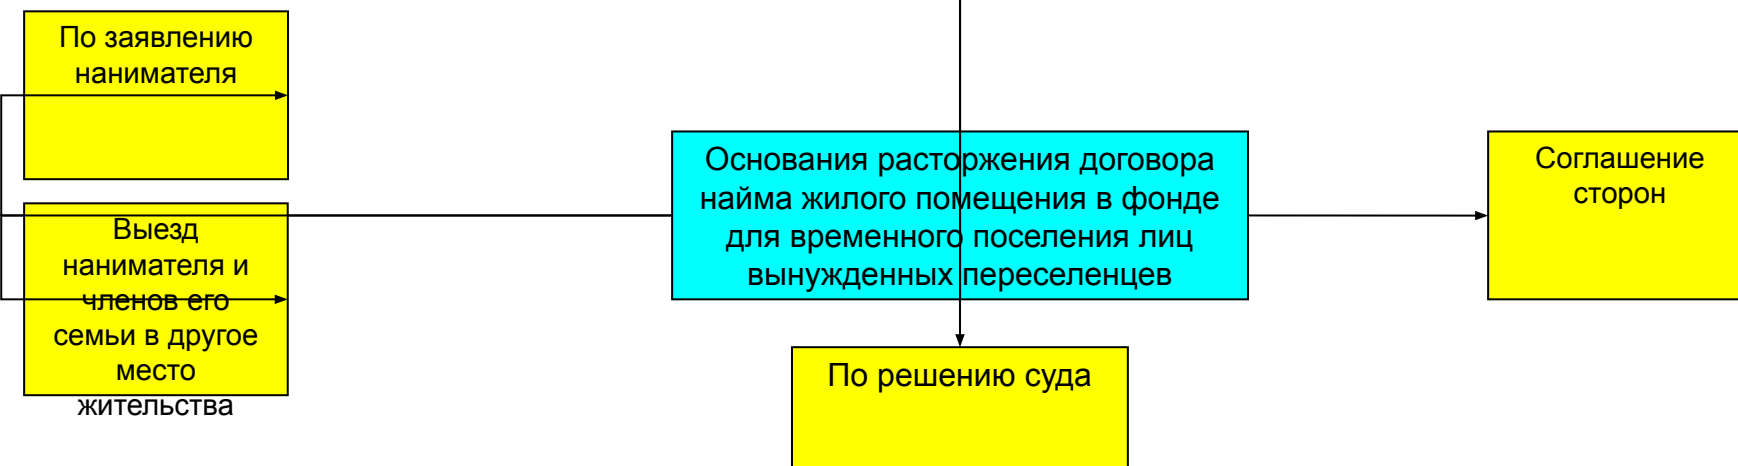 По заявлению
нанимателя
Выезд
нанимателя и
членов его
семьи в другое
место
жительства
Основания расторжения договора
найма жилого помещения в фонде
для временного поселения лиц
вынужденных переселенцев
По решению суда
Соглашение
сторон